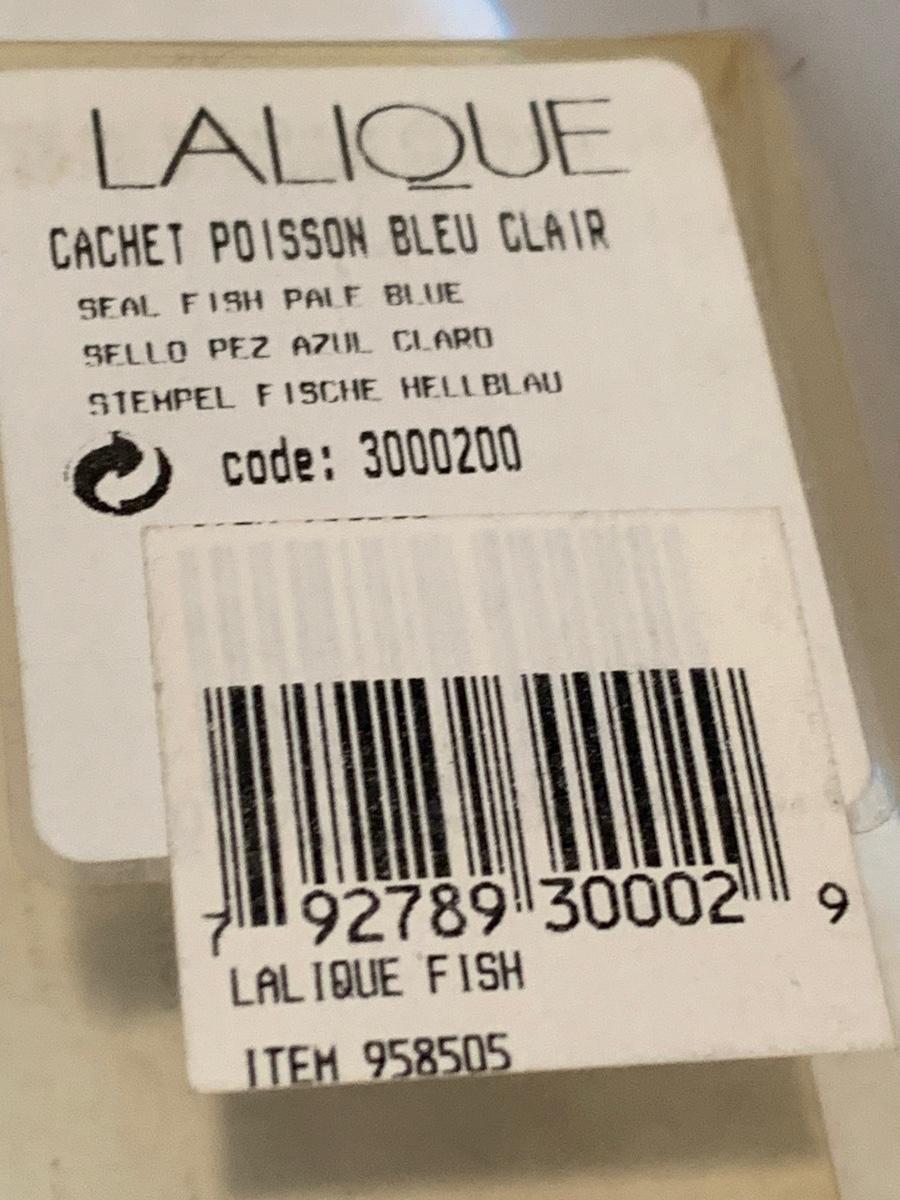 LALIQUE
CACHET POISSON BLEU CLAIR
SEAL FISH PALE BLUE
SELLO PEZ AZUL CLARO
STEMPEL FISCHE HELLBLAU
code: 3000200
7 92789 30002 9
LALIQUE FISH
ITEM 958505